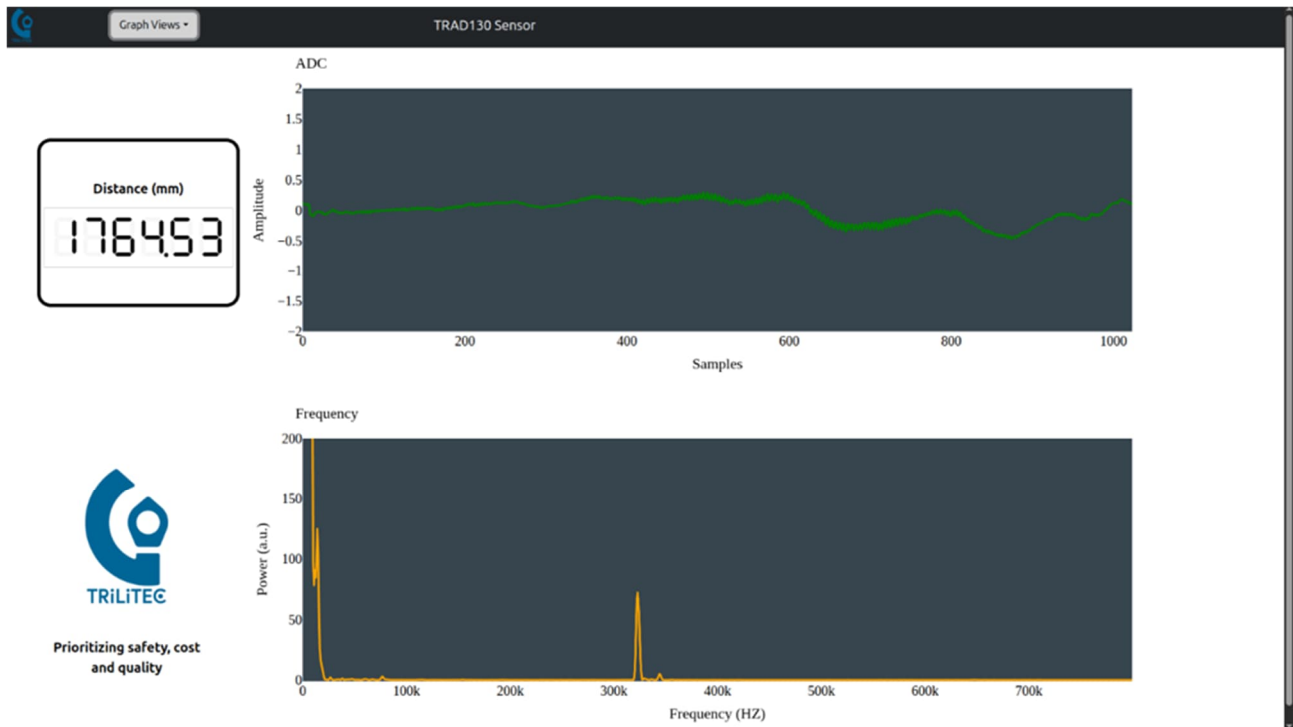 Graph Views
TRAD130 Sensor
ADC
2
1.5
1
0.5
0
−0.5
−1
−1.5
−2
Amplitude
0 200 400 600 800 1000
Samples
Distance (mm)
1764.53
Frequency
200
150
100
50
0
Power (a.u.)
0 100k 200k 300k 400k 500k 600k 700k
Frequency (HZ)
TRiLiTEC
Prioritizing safety, cost
and quality